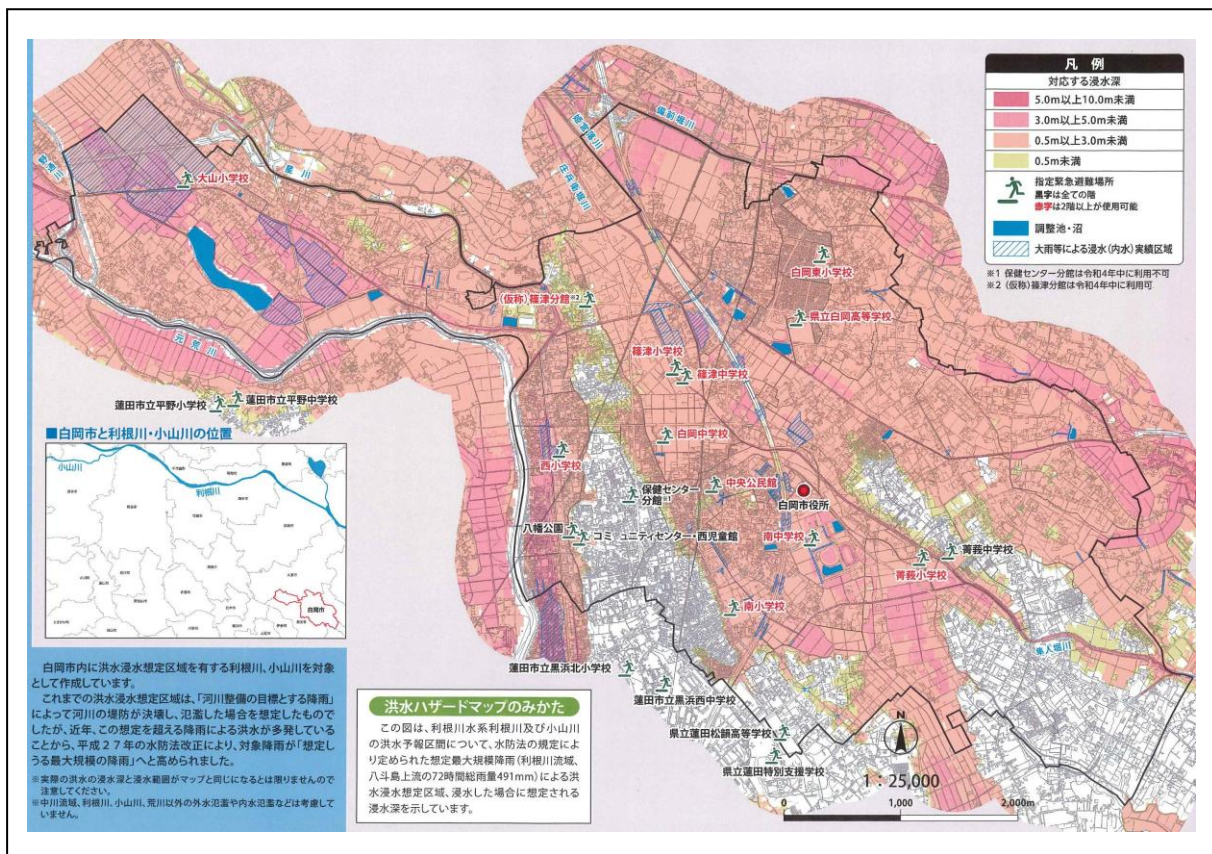 凡例
対応する浸水深
5.0m以上10.0m未満
3.0m以上5.0m未満
0.5m以上3.0m未満
0.5m未満
指定緊急避難場所
黒字は全ての階
赤字は2階以上が使用可能
調整池・沼
大雨等による浸水(内水)実績区域
※1 保健センター分館は令和4年中に利用不可
※2 (仮称)篠津分館は令和4年中に利用可
備前堀川
姫宮落川
庄兵衛堀川
星川
野通川
元荒川
隼人堀川
大山小学校
白岡東小学校
(仮称)篠津分館※2
県立白岡高等学校
篠津小学校
篠津中学校
蓮田市立平野小学校
蓮田市立平野中学校
白岡中学校
西小学校
中央公民館
保健センター
分館※1
白岡市役所
八幡公園
コミュニティセンター・西児童館
南中学校
菁莪中学校
菁莪小学校
南小学校
蓮田市立黒浜北小学校
蓮田市立黒浜西中学校
県立蓮田松韻高等学校
県立蓮田特別支援学校
■白岡市と利根川・小山川の位置
小山川
利根川
白岡市
白岡市内に洪水浸水想定区域を有する利根川、小山川を対象
として作成しています。
これまでの洪水浸水想定区域は、「河川整備の目標とする降雨」
によって河川の堤防が決壊し、氾濫した場合を想定したもので
したが、近年、この想定を超える降雨による洪水が多発している
ことから、平成27年の水防法改正により、対象降雨が「想定し
うる最大規模の降雨」へと高められました。
※実際の洪水の浸水深と浸水範囲がマップと同じになるとは限りませんので
注意してください。
※中川流域、利根川、小山川、荒川以外の外水氾濫や内水氾濫などは考慮して
いません。
洪水ハザードマップのみかた
この図は、利根川水系利根川及び小山川
の洪水予報区間について、水防法の規定によ
り定められた想定最大規模降雨(利根川流域、
八斗島上流の72時間総雨量491mm)による洪
水浸水想定区域、浸水した場合に想定される
浸水深を示しています。
N
1:25,000
0
1,000
2,000m